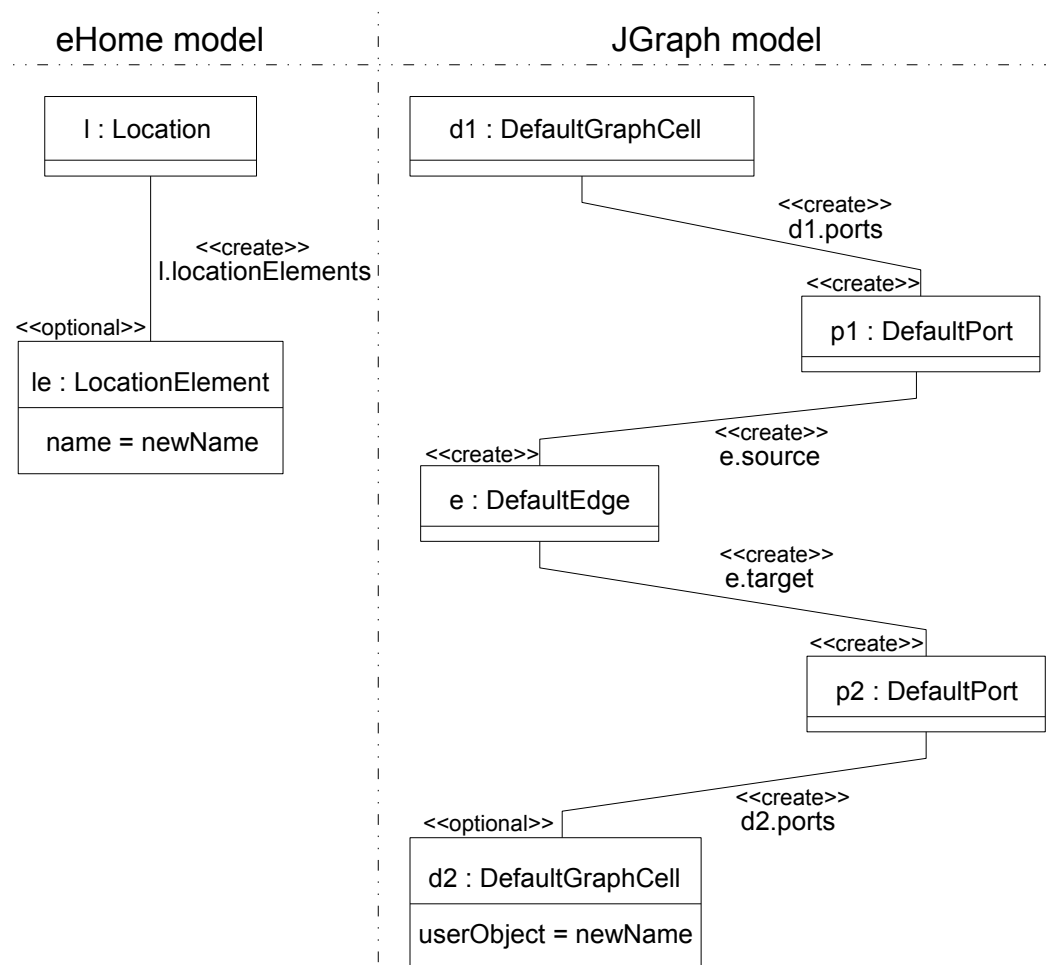 eHome model
l : Location
<<create>>
l.locationElements
<<optional>>
le : LocationElement
name = newName
JGraph model
d1 : DefaultGraphCell
<<create>>
d1.ports
<<create>>
p1 : DefaultPort
<<create>>
e.source
<<create>>
e : DefaultEdge
<<create>>
e.target
<<create>>
p2 : DefaultPort
<<create>>
d2.ports
<<optional>>
d2 : DefaultGraphCell
userObject = newName